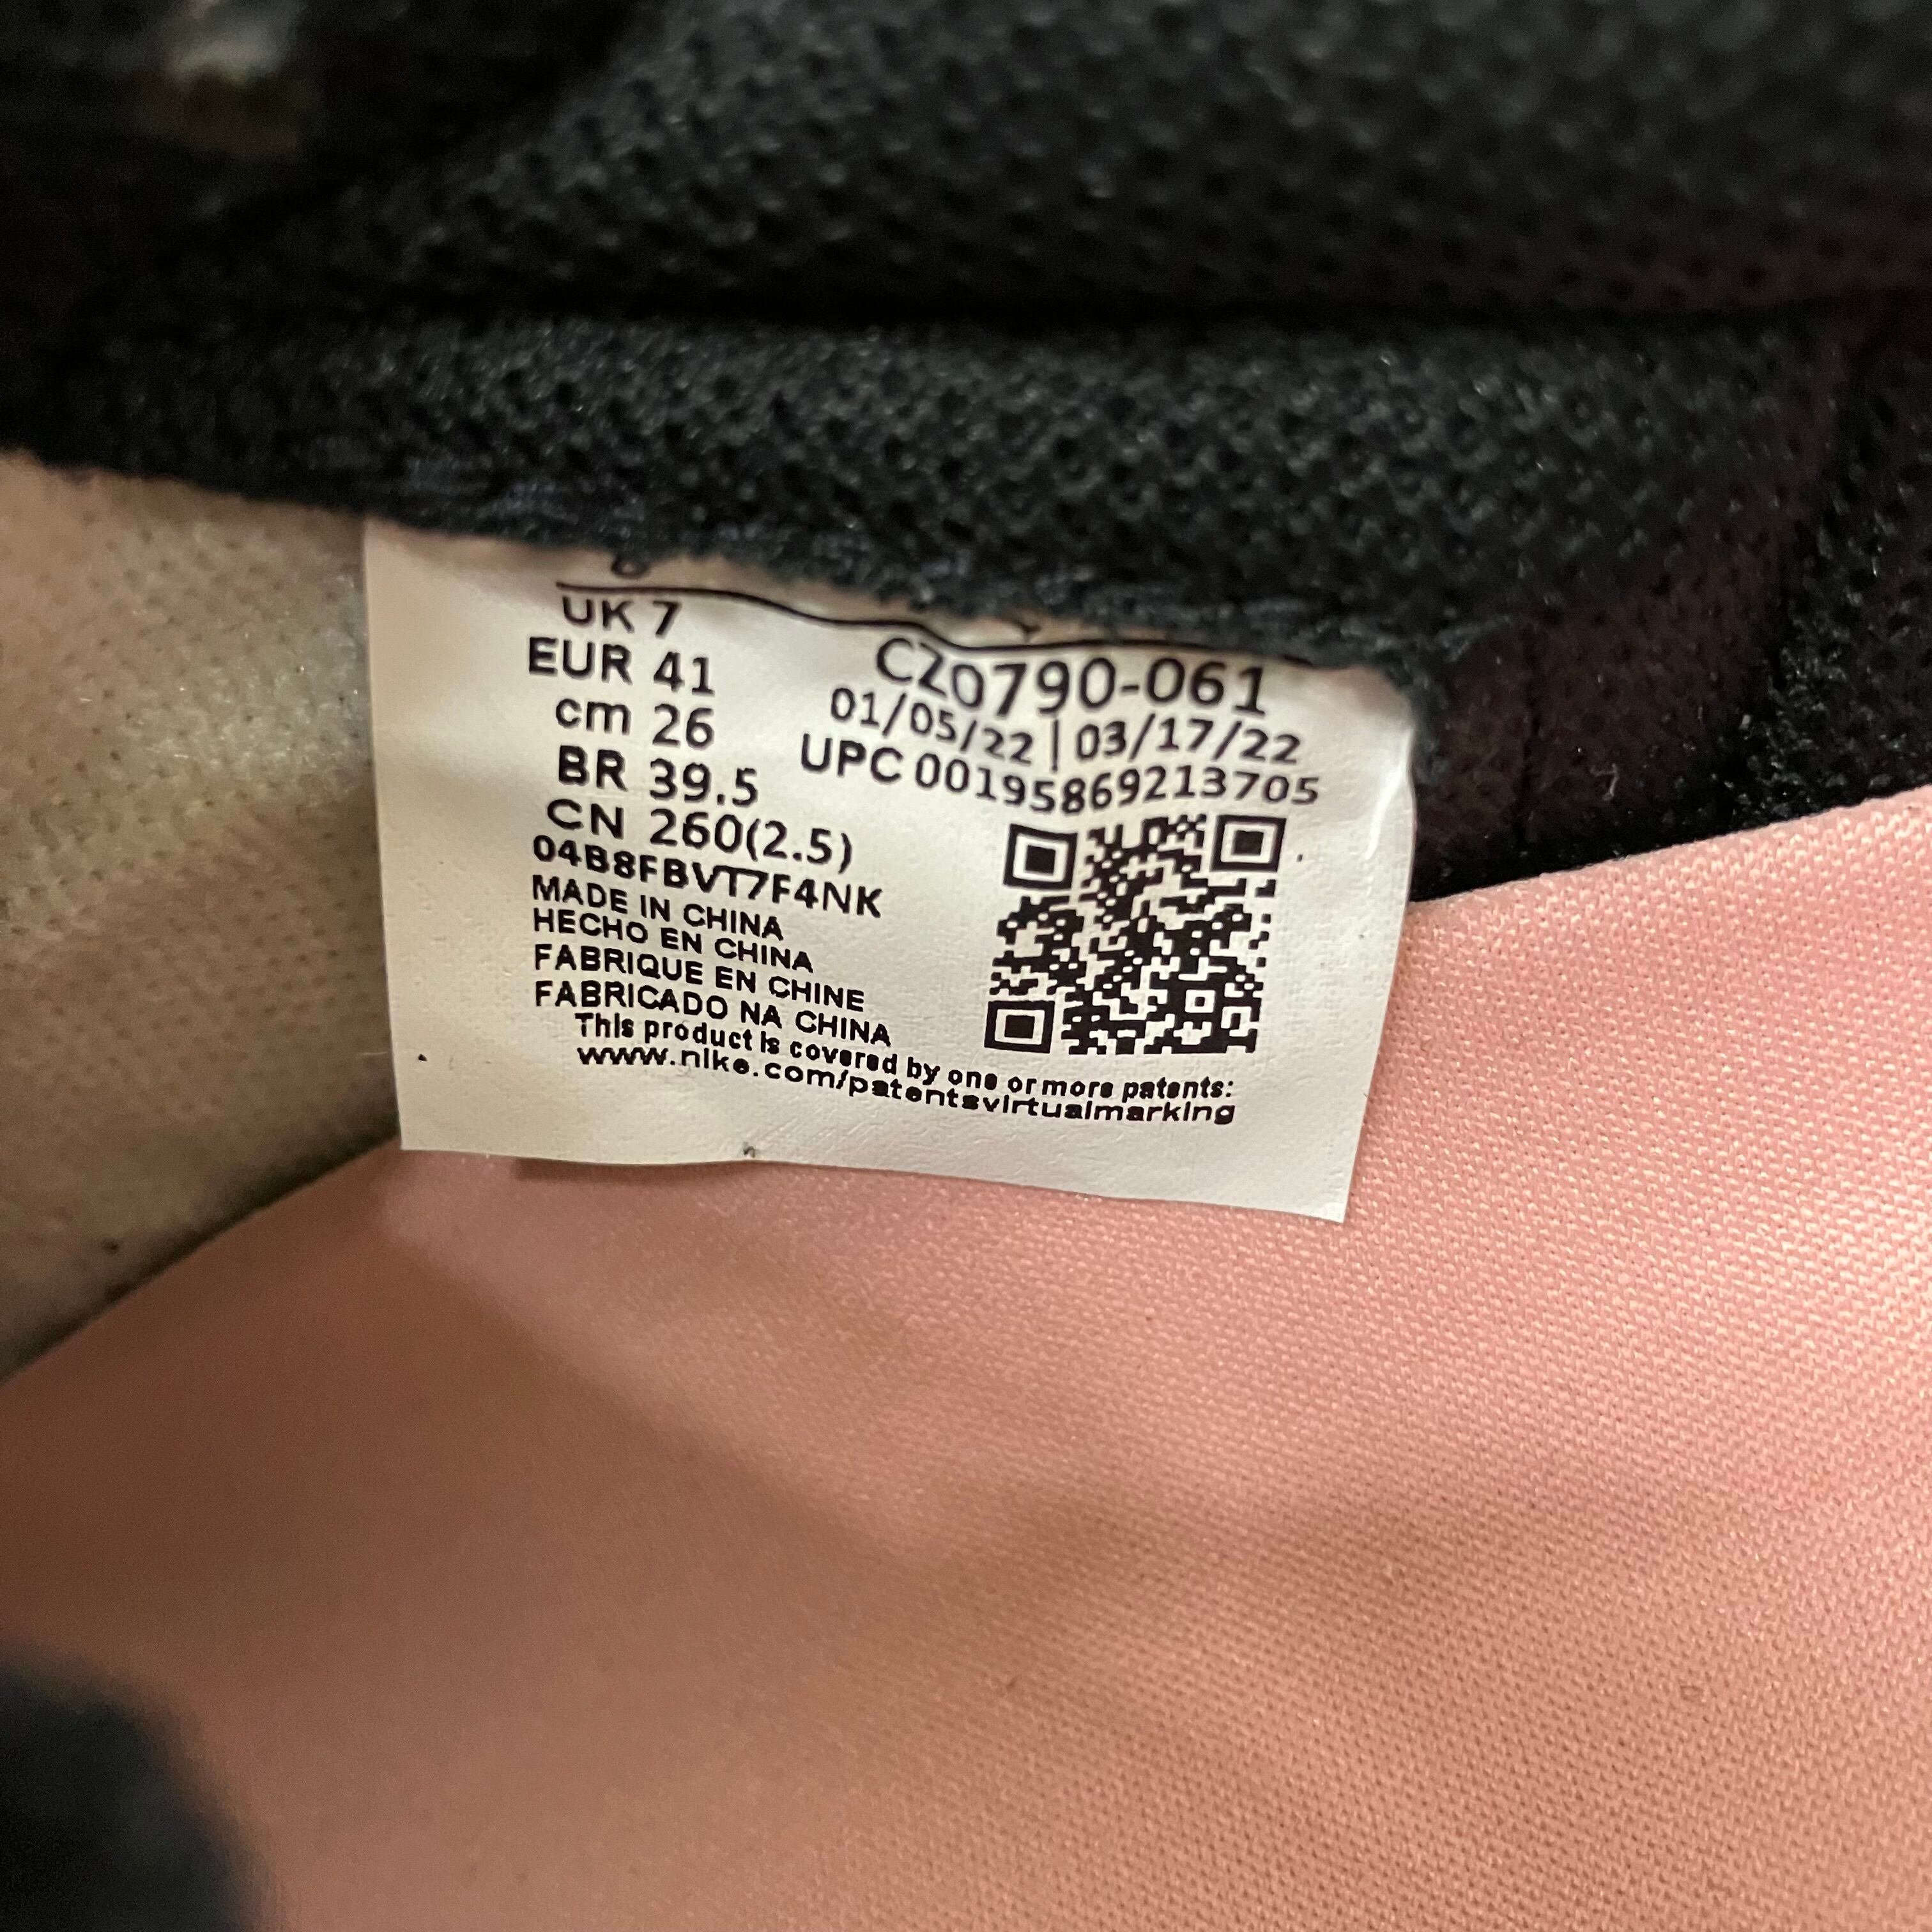 UK 7
EUR 41
cm 26
BR 39.5
CN 260(2.5)
04B8FBVT7F4NK
MADE IN CHINA
HECHO EN CHINA
FABRIQUE EN CHINE
FABRICADO NA CHINA
CZ0790-061
01/05/22 | 03/17/22
UPC 00195869213705
This product is covered by one or more patents:
www.nike.com/patentsvirtualmarking